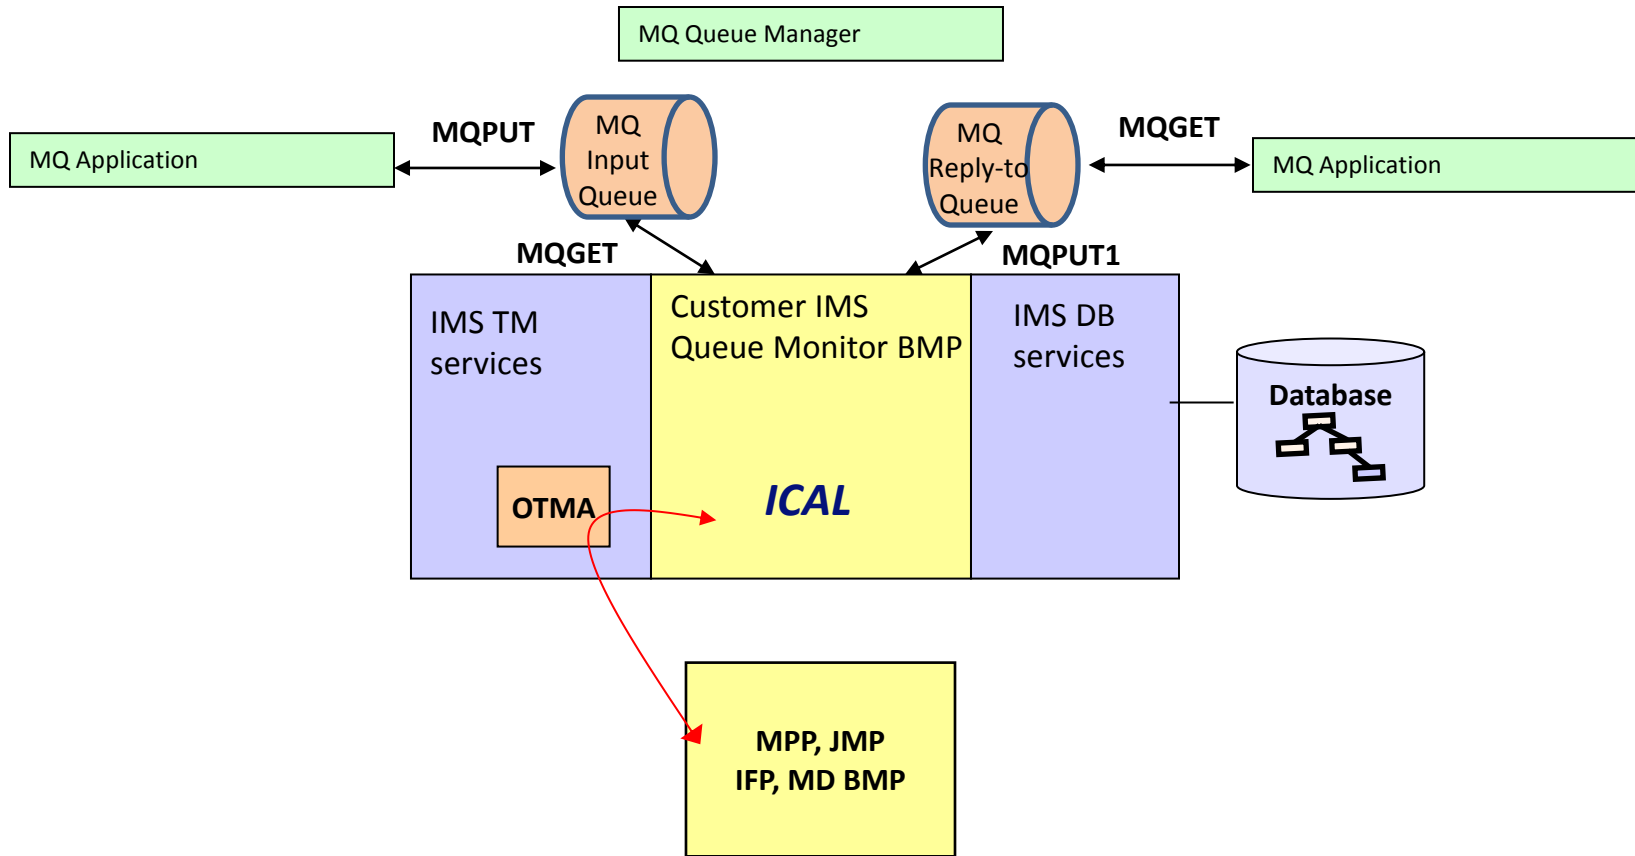 MQ Queue Manager
MQPUT
MQ
Input
Queue
MQ
Reply-to
Queue
MQGET
MQ Application
MQ Application
MQGET
MQPUT1
IMS TM
services
Customer IMS
Queue Monitor BMP
IMS DB
services
Database
OTMA
ICAL
MPP, JMP
IFP, MD BMP